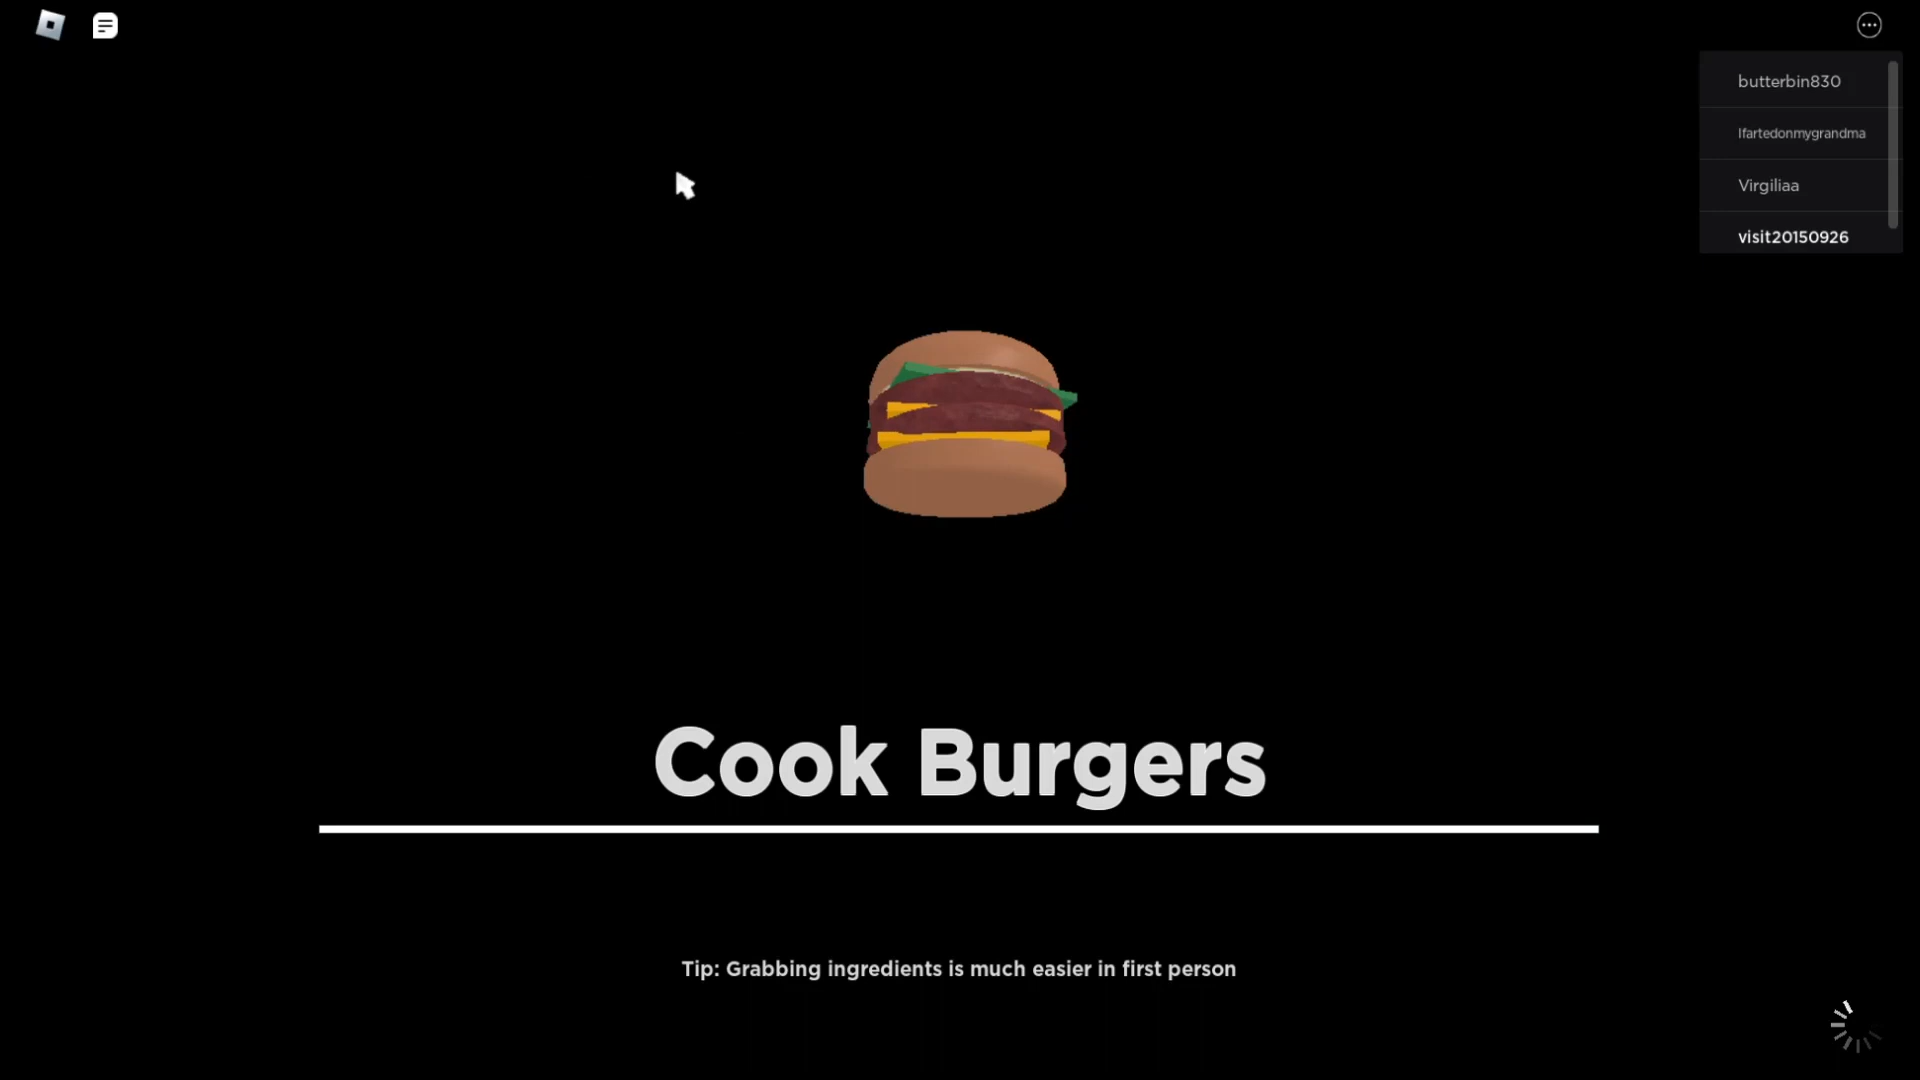 butterbin830
Ifartedonmygrandma
Virgiliaa
visit20150926
Cook Burgers
Tip: Grabbing ingredients is much easier in first person